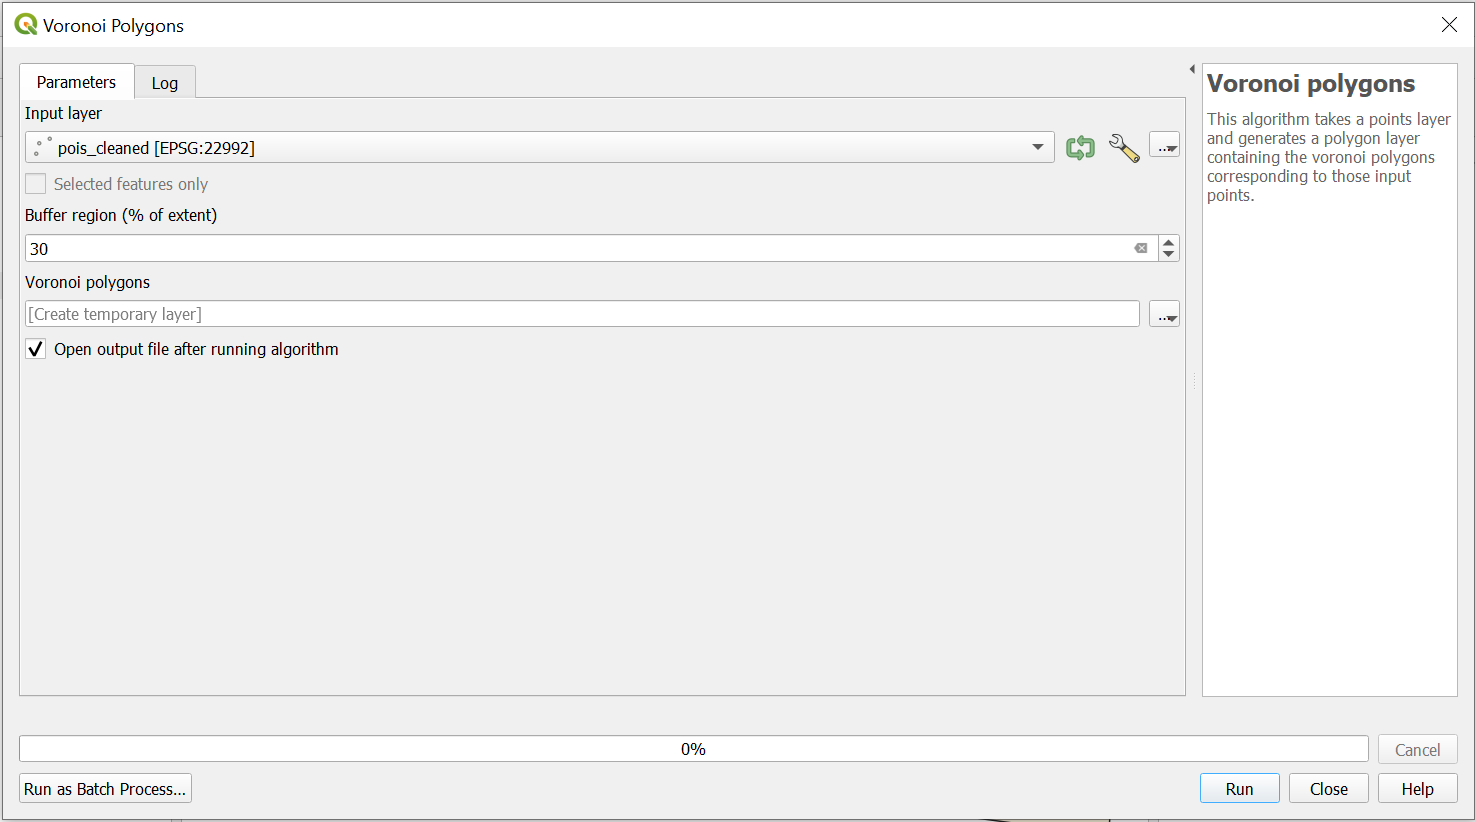 Voronoi Polygons
Parameters
Log
Input layer
pois_cleaned [EPSG:22992]
...
Selected features only
Buffer region (% of extent)
30
Voronoi polygons
[Create temporary layer]
...
Open output file after running algorithm
Voronoi polygons
This algorithm takes a points layer
and generates a polygon layer
containing the voronoi polygons
corresponding to those input
points.
0%
Cancel
Run as Batch Process...
Run
Close
Help